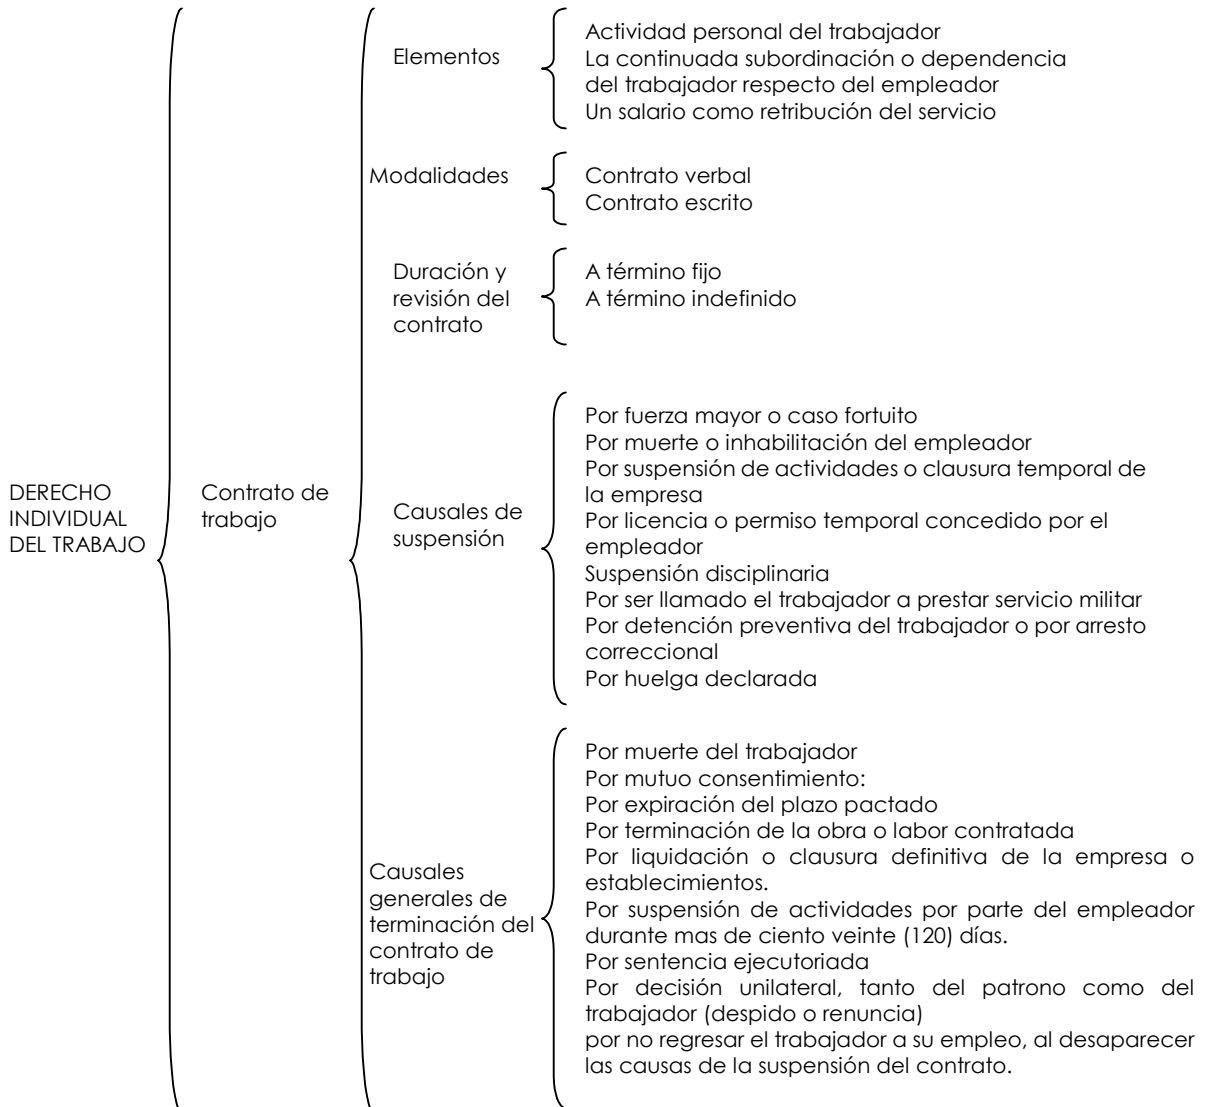 DERECHO
INDIVIDUAL
DEL TRABAJO
Contrato de
trabajo
Elementos
Actividad personal del trabajador
La continuada subordinación o dependencia
del trabajador respecto del empleador
Un salario como retribución del servicio
Modalidades
Contrato verbal
Contrato escrito
Duración y
revisión del
contrato
A término fijo
A término indefinido
Causales de
suspensión
Por fuerza mayor o caso fortuito
Por muerte o inhabilitación del empleador
Por suspensión de actividades o clausura temporal de
la empresa
Por licencia o permiso temporal concedido por el
empleador
Suspensión disciplinaria
Por ser llamado el trabajador a prestar servicio militar
Por detención preventiva del trabajador o por arresto
correccional
Por huelga declarada
Causales
generales de
terminación del
contrato de
trabajo
Por muerte del trabajador
Por mutuo consentimiento:
Por expiración del plazo pactado
Por terminación de la obra o labor contratada
Por liquidación o clausura definitiva de la empresa o
establecimientos.
Por suspensión de actividades por parte del empleador
durante mas de ciento veinte (120) días.
Por sentencia ejecutoriada
Por decisión unilateral, tanto del patrono como del
trabajador (despido o renuncia)
por no regresar el trabajador a su empleo, al desaparecer
las causas de la suspensión del contrato.